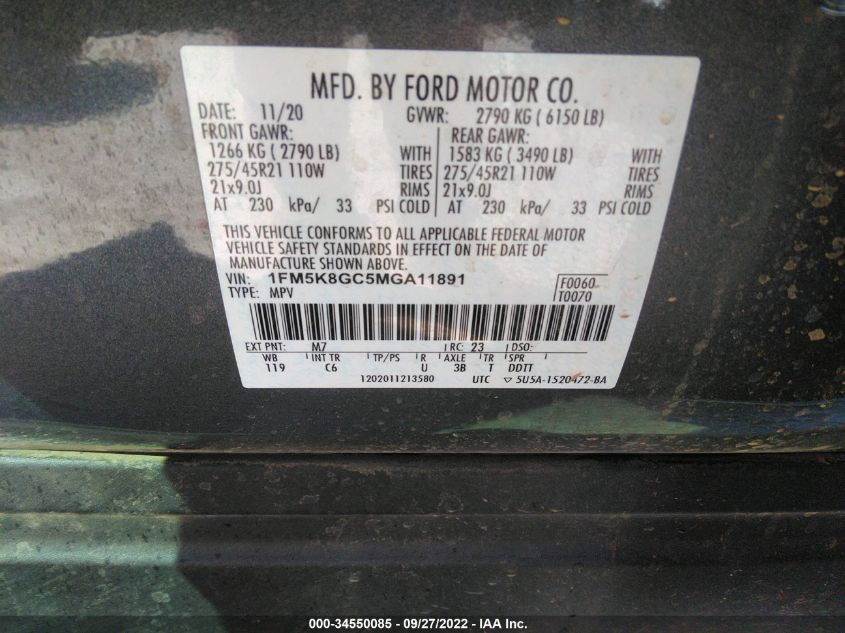 MFD. BY FORD MOTOR CO.
DATE: 11/20 GVWR: 2790 KG ( 6150 LB)
FRONT GAWR: REAR GAWR:
1266 KG ( 2790 LB) WITH 1583 KG ( 3490 LB) WITH
275/45R21 110W TIRES 275/45R21 110W TIRES
21x9.0J RIMS 21x9.0J RIMS
AT 230 kPa/ 33 PSI COLD AT 230 kPa/ 33 PSI COLD
THIS VEHICLE CONFORMS TO ALL APPLICABLE FEDERAL MOTOR
VEHICLE SAFETY STANDARDS IN EFFECT ON THE DATE OF
MANUFACTURE SHOWN ABOVE.
VIN: 1FM5K8GC5MGA11891 F0060
TYPE: MPV T0070
EXT PNT: M7 RC: 23 DSO:
WB INT TR TP/PS R AXLE TR SPR
119 C6 U 3B T DDTT
1202011213580 UTC ▽ 5U5A-1520472-BA
000-34550085 - 09/27/2022 - IAA Inc.